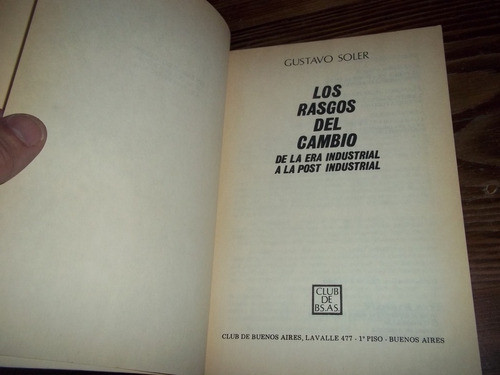 GUSTAVO SOLER
LOS
RASGOS
DEL
CAMBIO
DE LA ERA INDUSTRIAL
A LA POST INDUSTRIAL
CLUB
DE
BS.AS.
CLUB DE BUENOS AIRES, LAVALLE 477 - 1º PISO - BUENOS AIRES